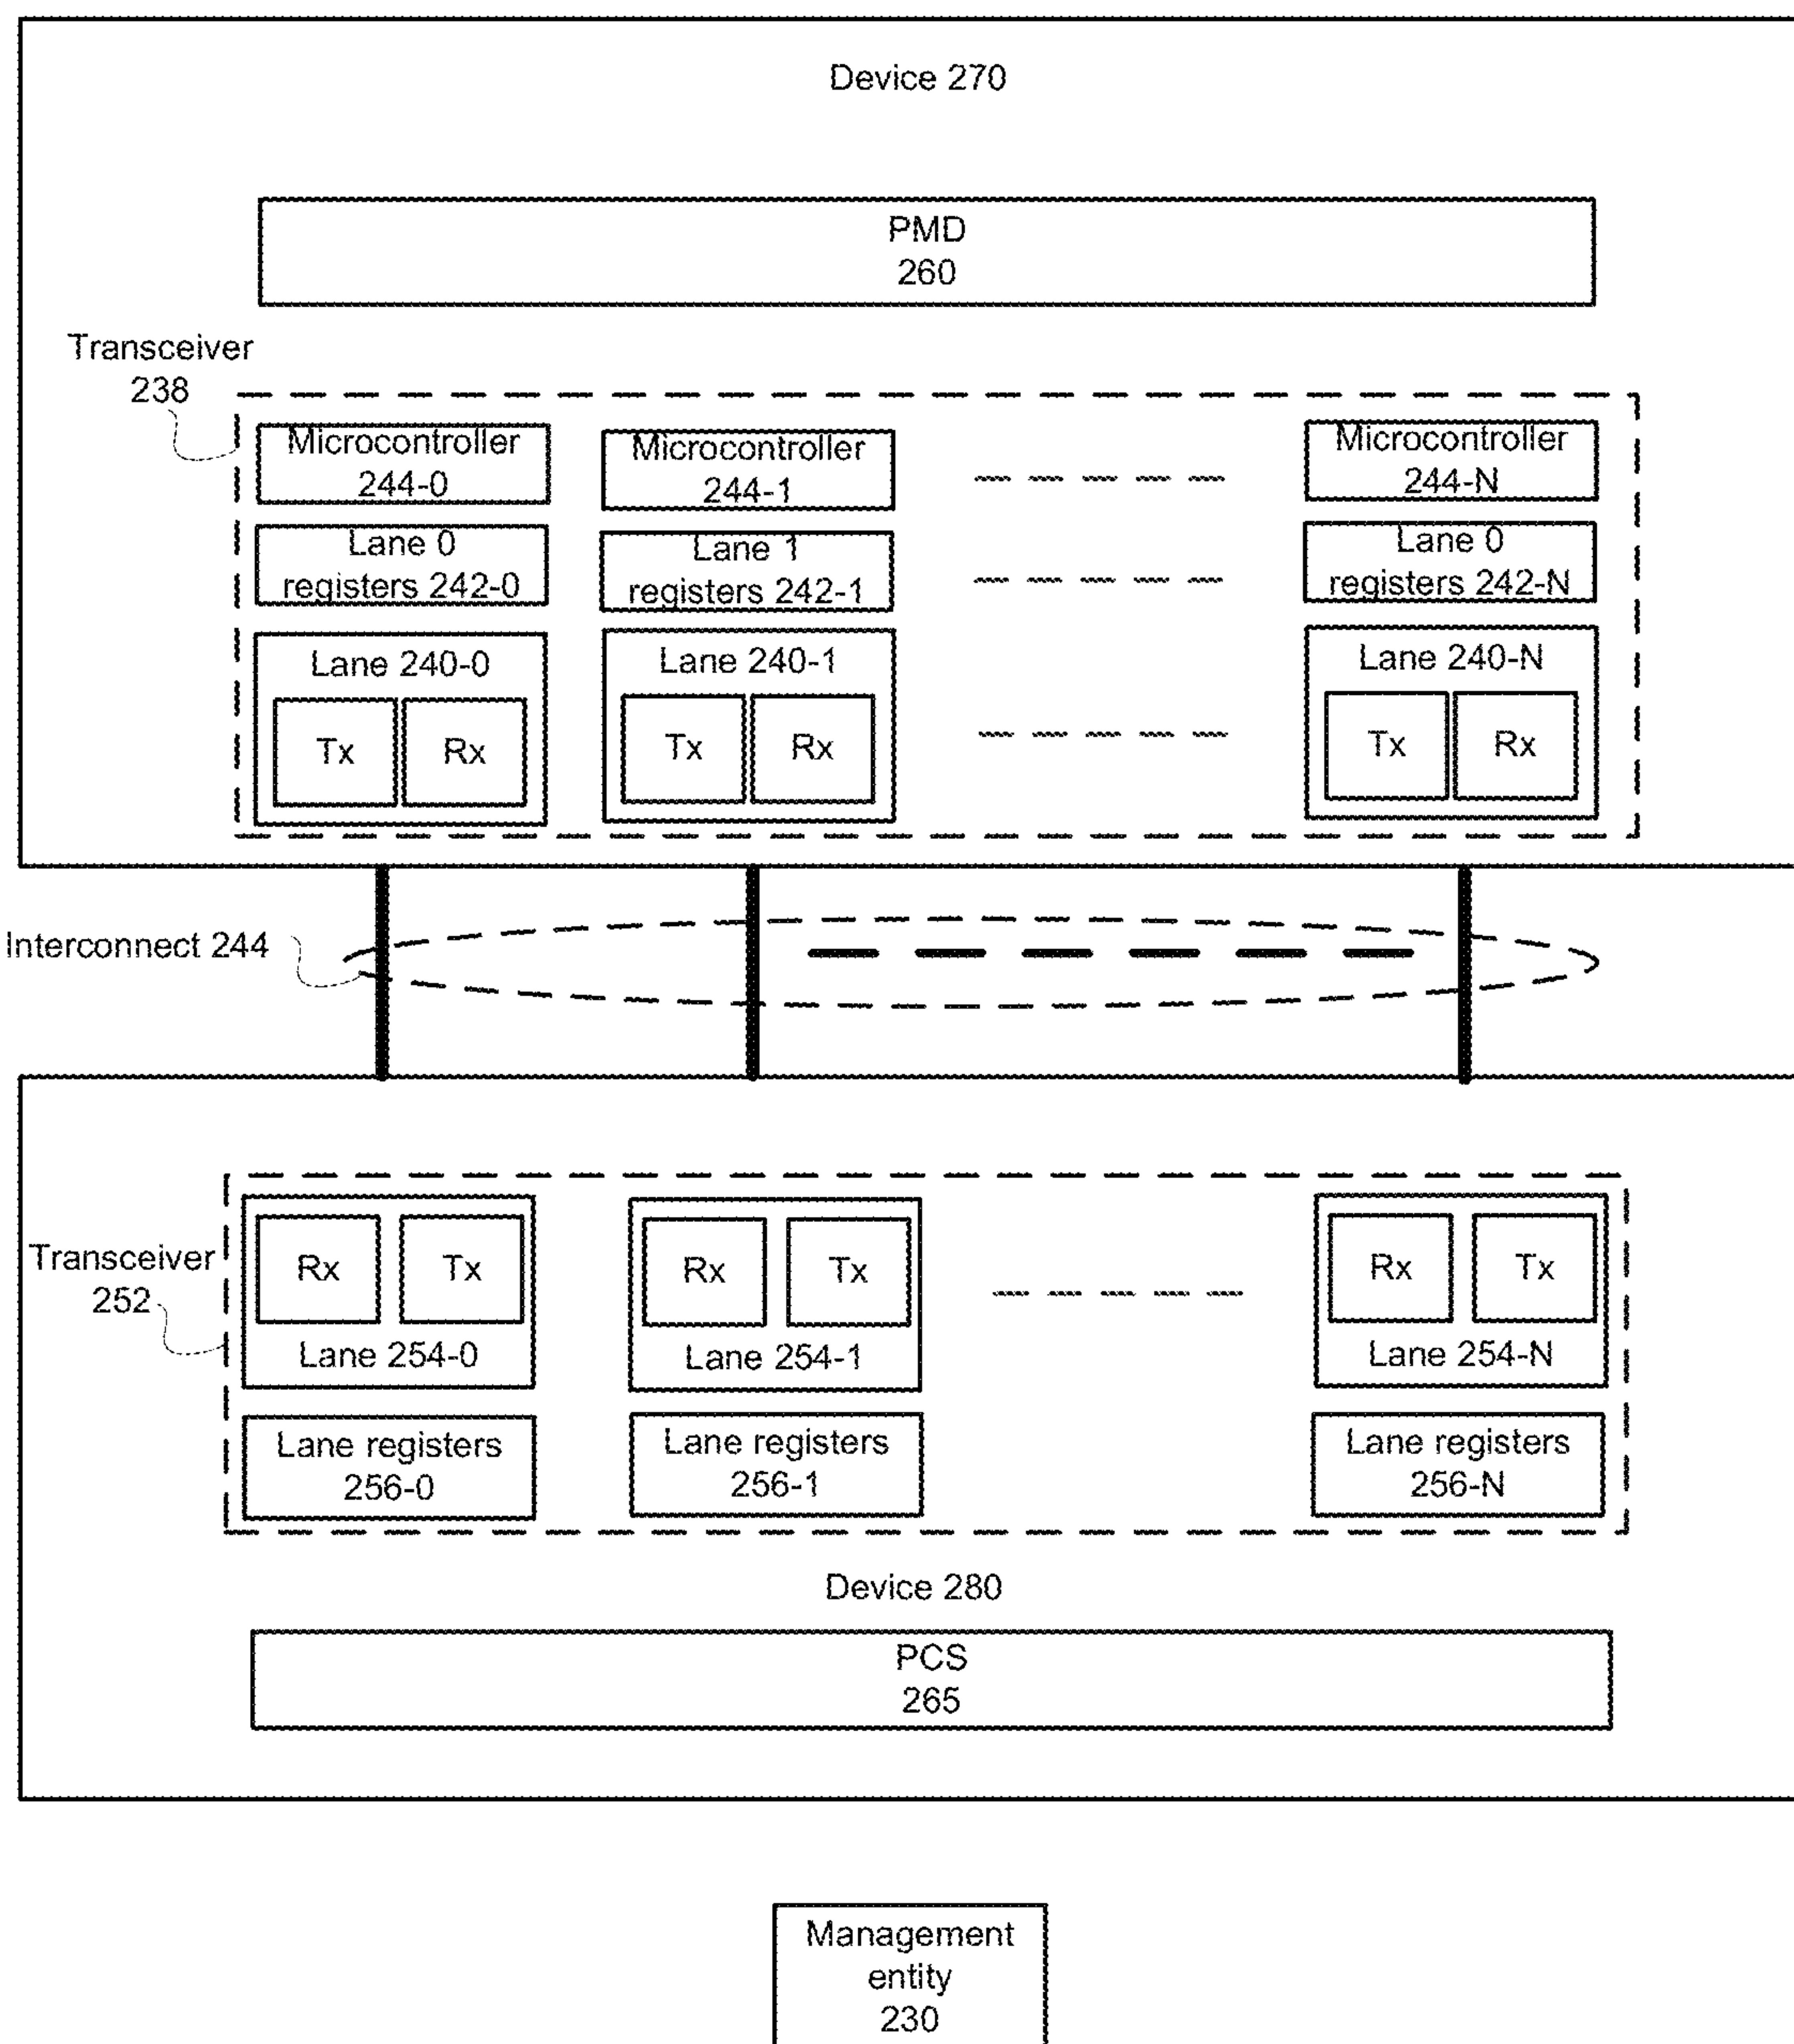 Device 270
PMD
260
Transceiver
238
Microcontroller
244-0
Microcontroller
244-1
Microcontroller
244-N
Lane 0
registers 242-0
Lane 1
registers 242-1
Lane 0
registers 242-N
Lane 240-0
Tx
Rx
Lane 240-1
Tx
Rx
Lane 240-N
Tx
Rx
Interconnect 244
Transceiver
252
Rx
Tx
Lane 254-0
Rx
Tx
Lane 254-1
Rx
Tx
Lane 254-N
Lane registers
256-0
Lane registers
256-1
Lane registers
256-N
Device 280
PCS
265
Management
entity
230